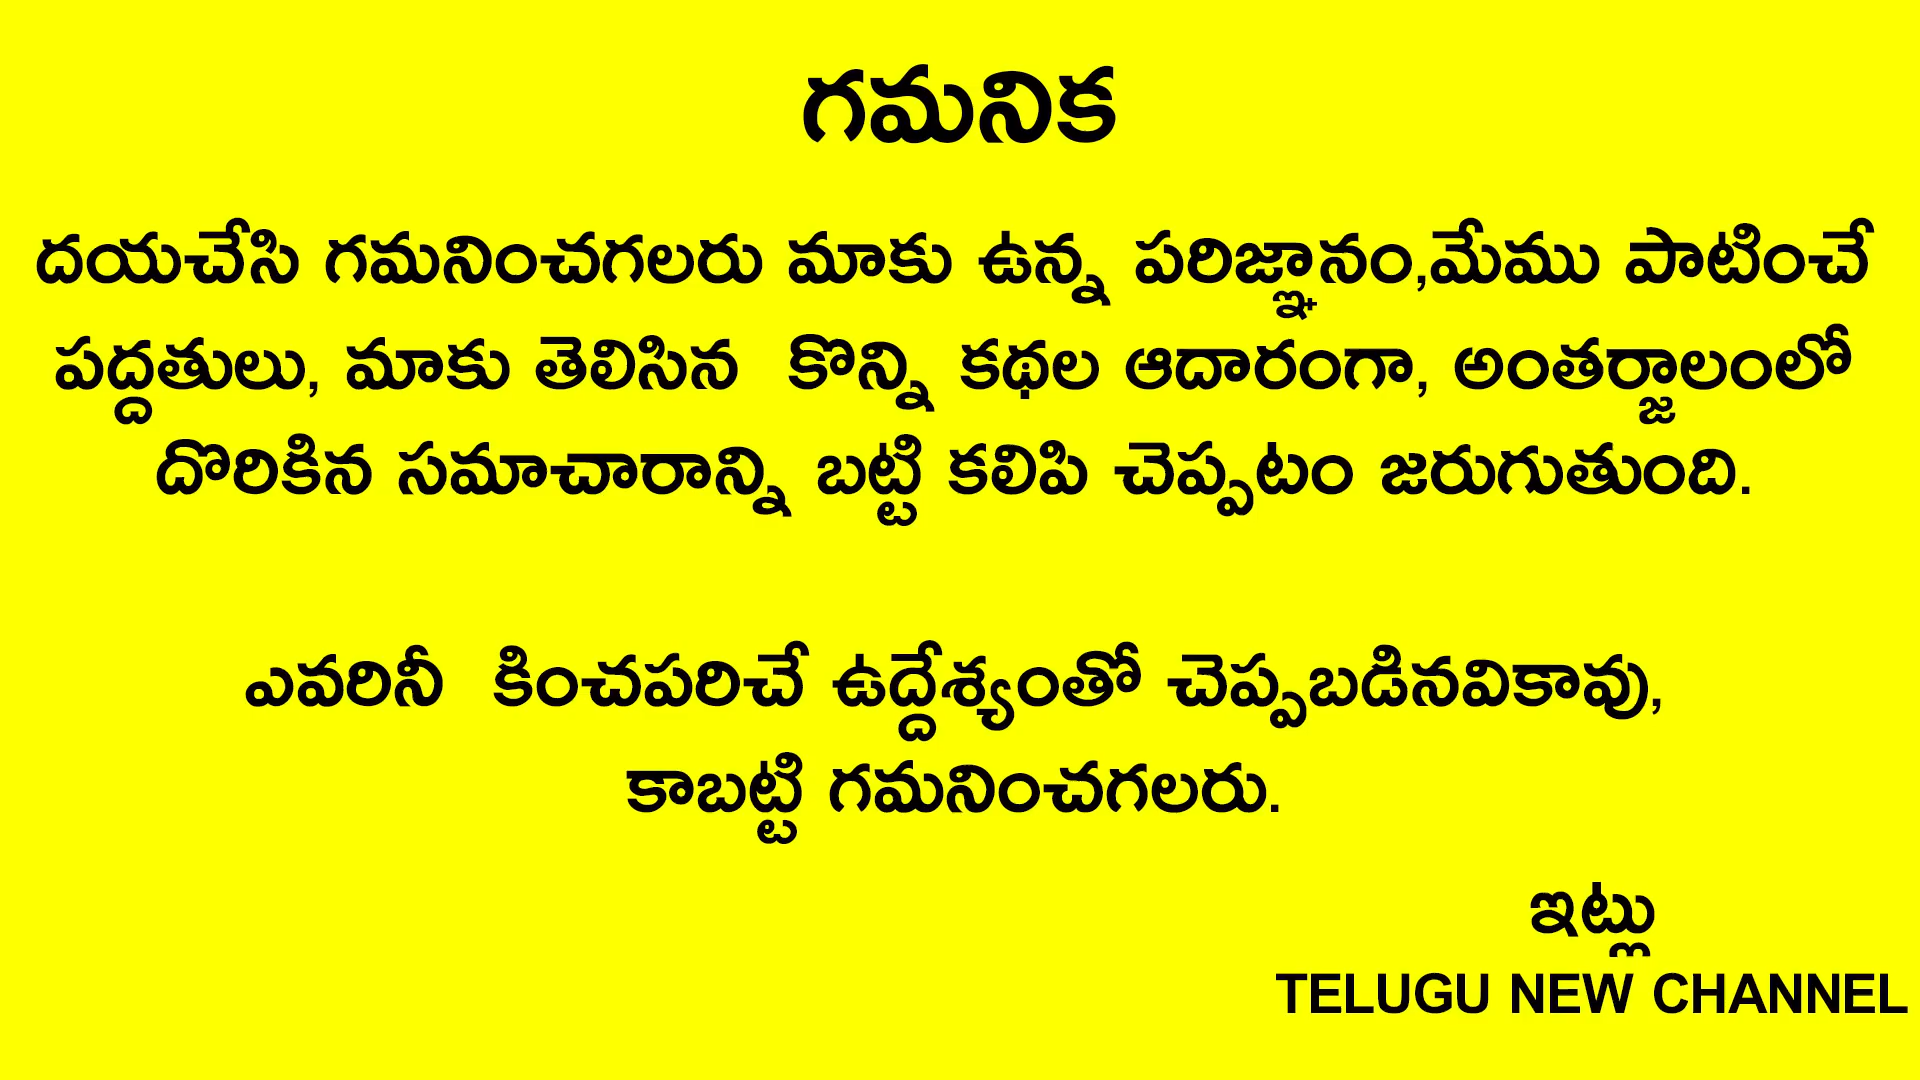 గమనిక
దయచేసి గమనించగలరు మాకు ఉన్న పరిజ్ఞానం,మేము పాటించే
పద్దతులు, మాకు తెలిసిన  కొన్ని కథల ఆదారంగా, అంతర్జాలంలో
దొరికిన సమాచారాన్ని బట్టి కలిపి చెప్పటం జరుగుతుంది.
ఎవరినీ  కించపరిచే ఉద్దేశ్యంతో చెప్పబడినవికావు,
కాబట్టి గమనించగలరు.
ఇట్లు
TELUGU NEW CHANNEL